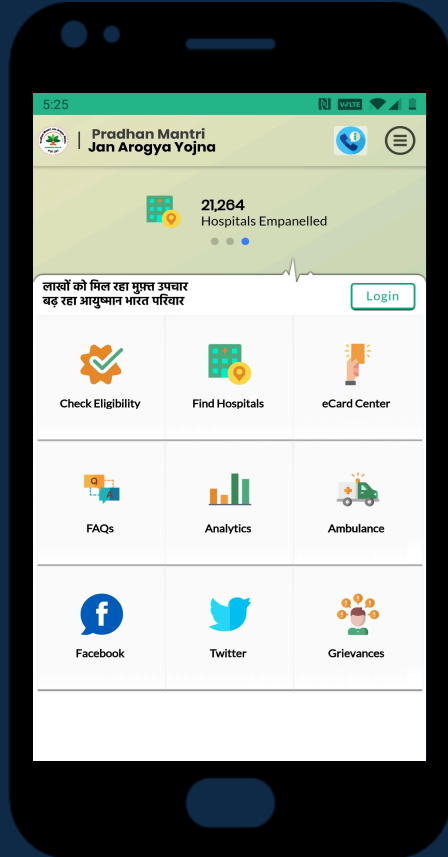 5:25
VoLTE
Pradhan Mantri
Jan Arogya Yojna
21,264
Hospitals Empanelled
लाखों को मिल रहा मुफ़्त उपचार
बढ़ रहा आयुष्मान भारत परिवार
Login
Check Eligibility
Find Hospitals
eCard Center
Q
A
FAQs
Analytics
Ambulance
Facebook
Twitter
Grievances